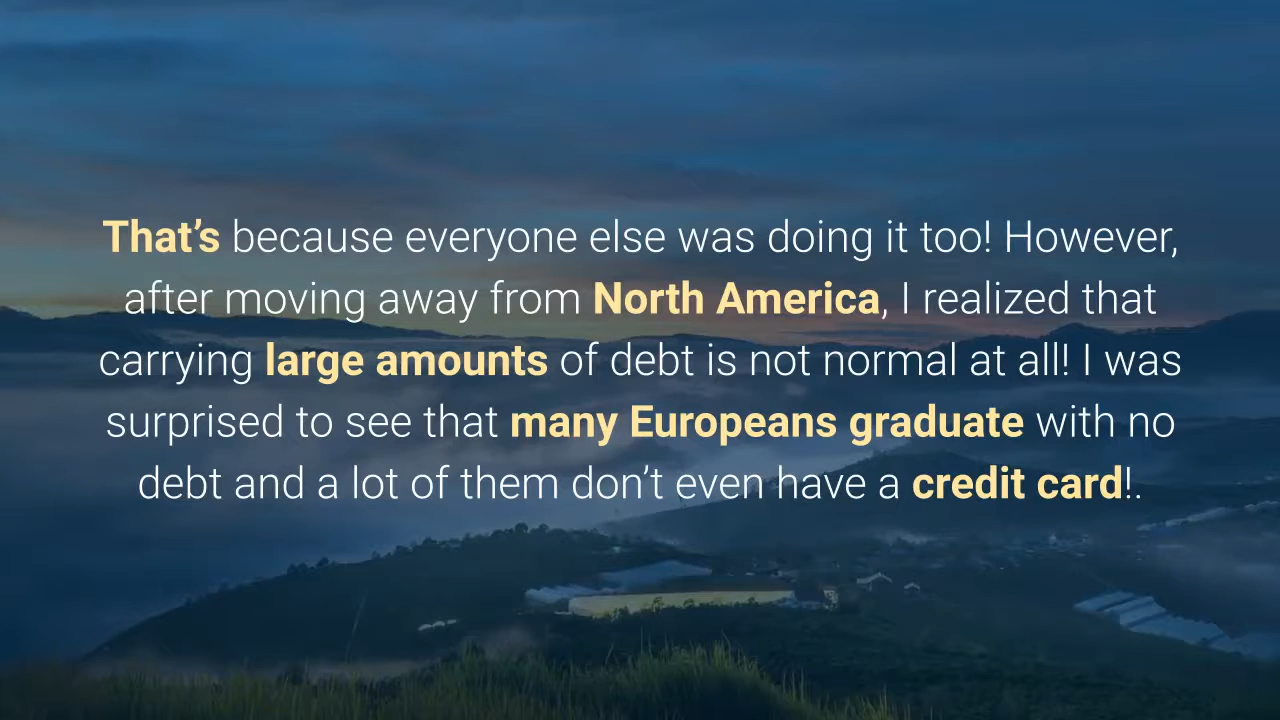 That’s because everyone else was doing it too! However,
after moving away from North America, I realized that
carrying large amounts of debt is not normal at all! I was
surprised to see that many Europeans graduate with no
debt and a lot of them don’t even have a credit card!.